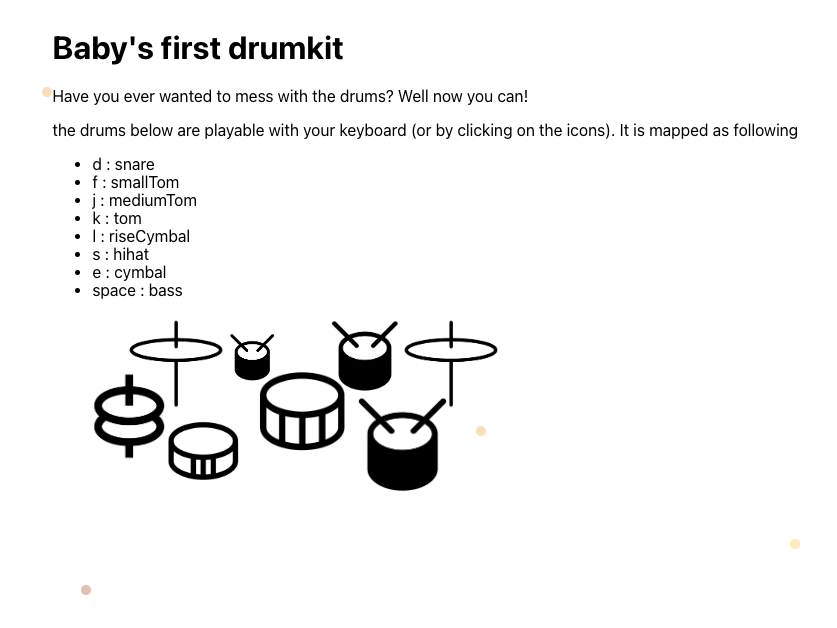 Baby's first drumkit
Have you ever wanted to mess with the drums? Well now you can!
the drums below are playable with your keyboard (or by clicking on the icons). It is mapped as following
• d : snare
• f : smallTom
• j : mediumTom
• k : tom
• l : riseCymbal
• s : hihat
• e : cymbal
• space : bass